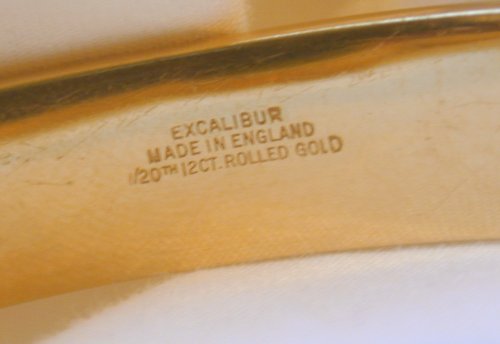 EXCALIBUR
MADE IN ENGLAND
1/20TH 12CT. ROLLED GOLD